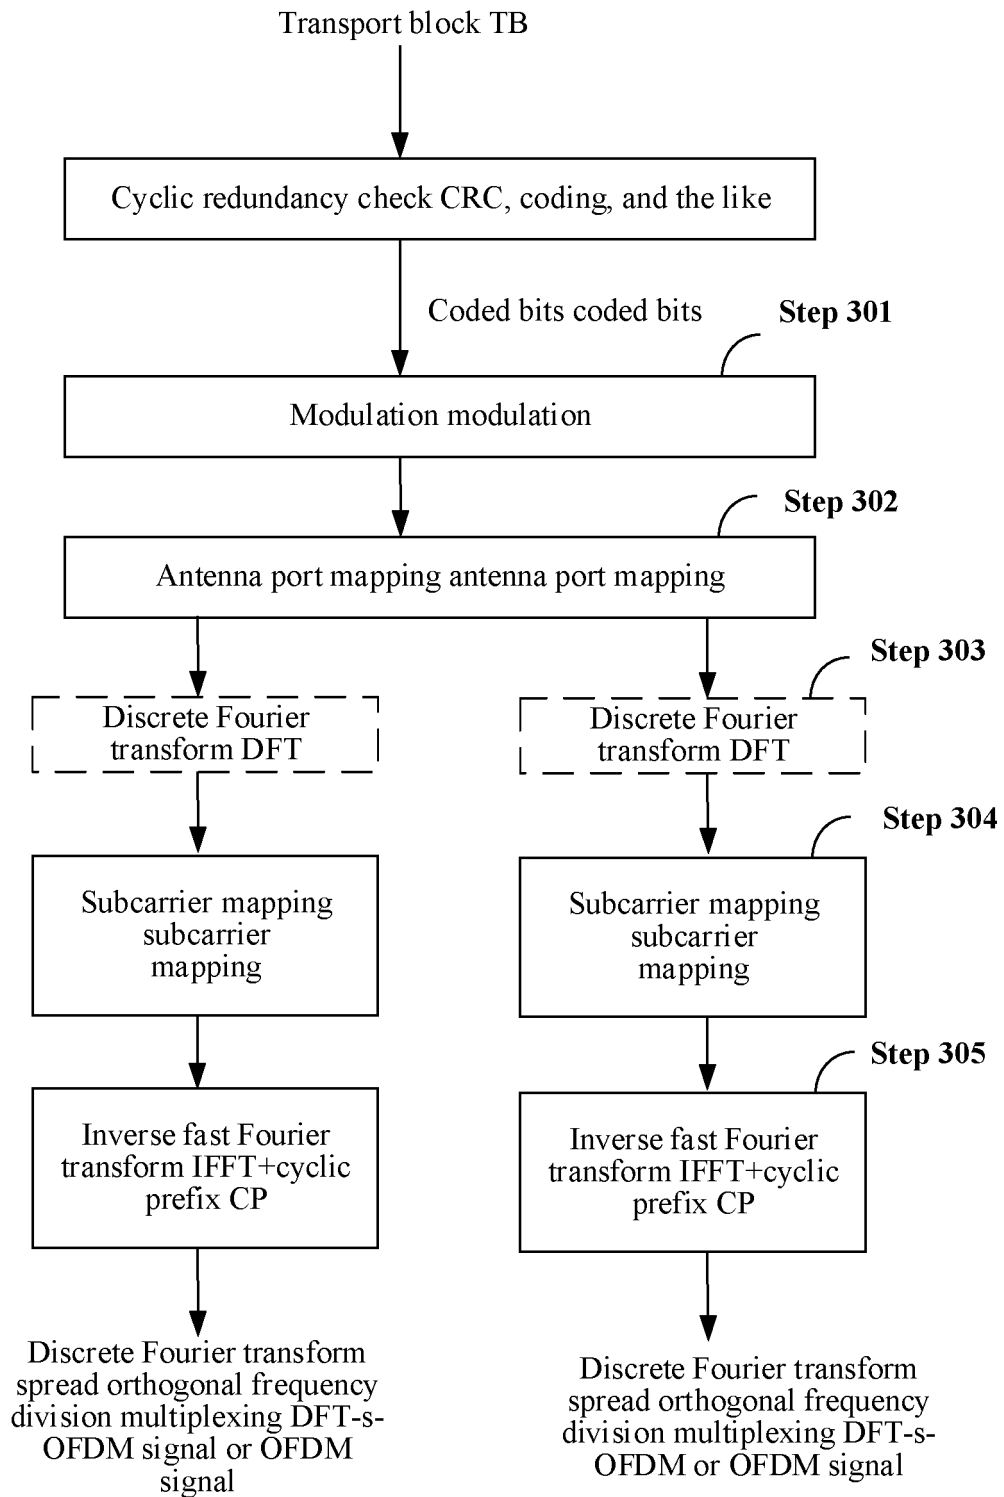 Transport block TB
Cyclic redundancy check CRC, coding, and the like
Coded bits coded bits
Step 301
Modulation modulation
Step 302
Antenna port mapping antenna port mapping
Step 303
Discrete Fourier
transform DFT
Discrete Fourier
transform DFT
Step 304
Subcarrier mapping
subcarrier
mapping
Subcarrier mapping
subcarrier
mapping
Step 305
Inverse fast Fourier
transform IFFT+cyclic
prefix CP
Inverse fast Fourier
transform IFFT+cyclic
prefix CP
Discrete Fourier transform
spread orthogonal frequency
division multiplexing DFT-s-
OFDM signal or OFDM
signal
Discrete Fourier transform
spread orthogonal frequency
division multiplexing DFT-s-
OFDM or OFDM signal